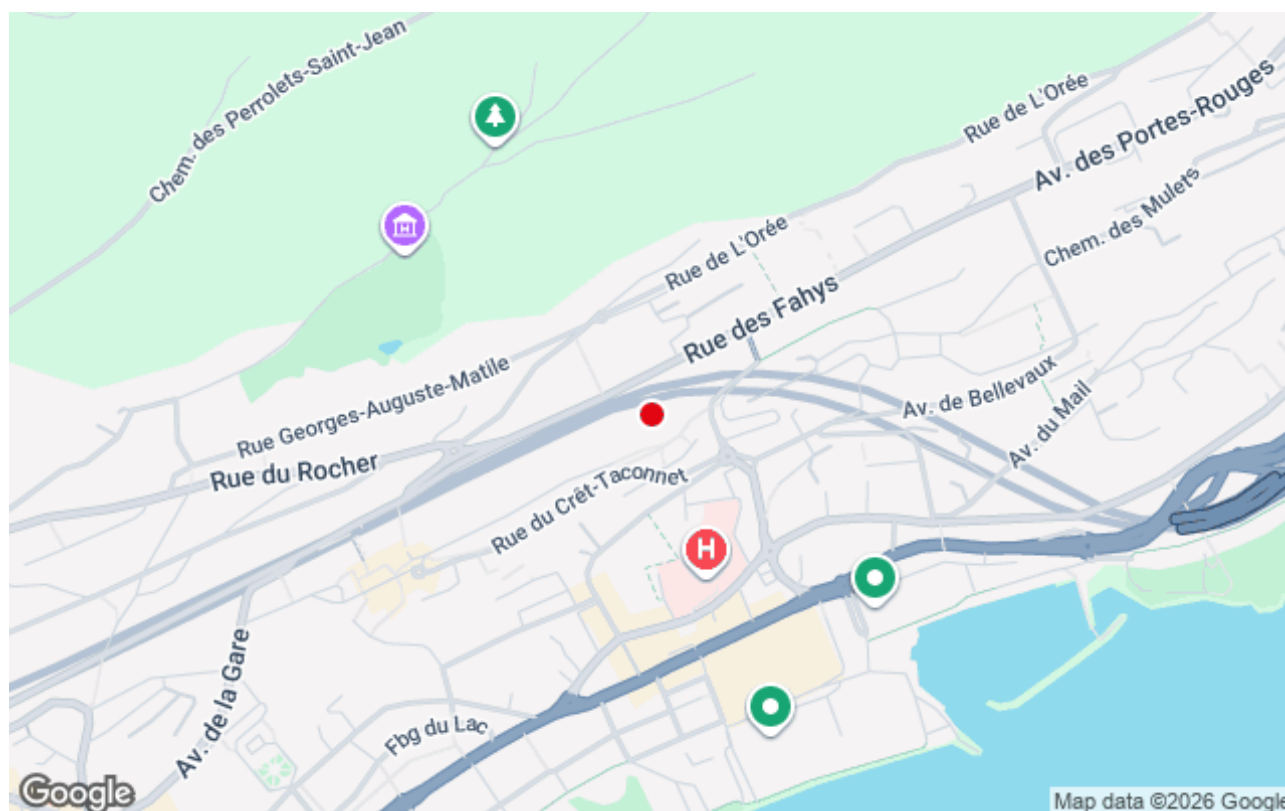 Chem. des Perrolets-Saint-Jean
Rue de L'Orée
Av. des Portes-Rouges
Chem. des Mulets
Rue de L'Orée
Rue des Fahys
Rue Georges-Auguste-Matile
Av. de Bellevaux
Av. du Mail
Rue du Rocher
Rue du Crêt-Taconnet
H
Av. de la Gare
Fbg du Lac
Google
Map data ©2026 Google